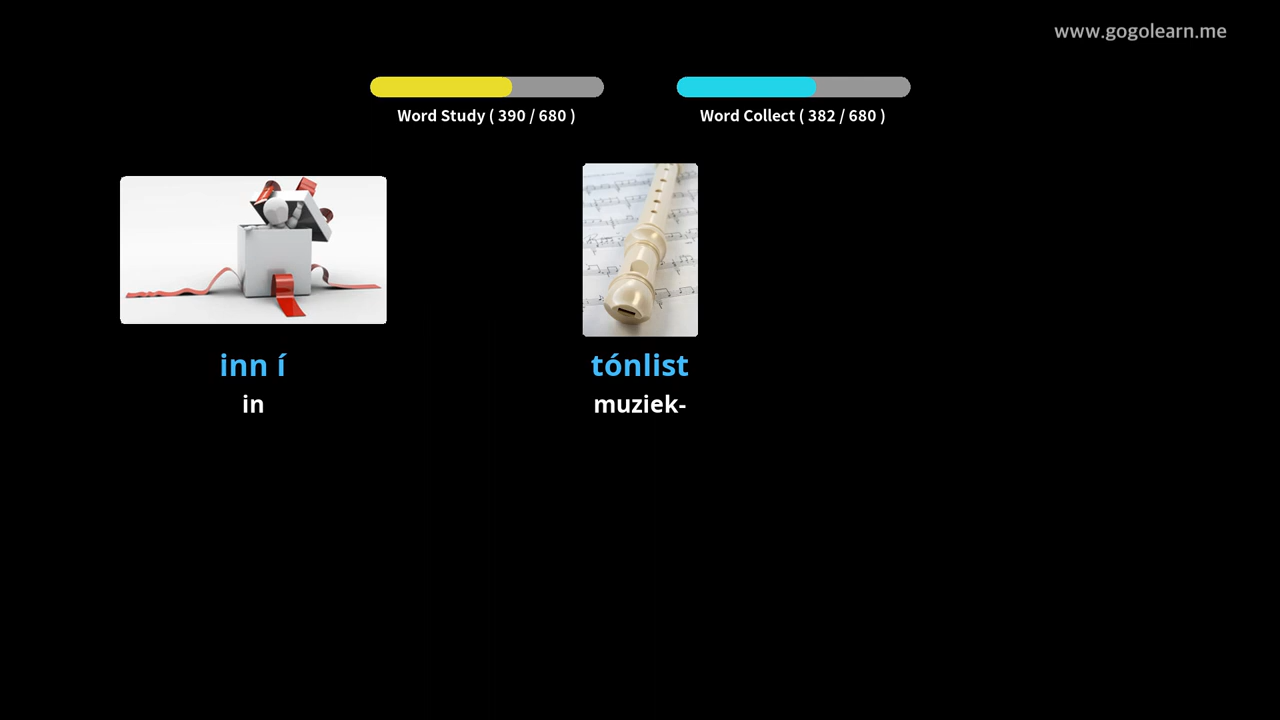 www.gogolearn.me
Word Study ( 390 / 680 )
Word Collect ( 382 / 680 )
inn í
in
tónlist
muziek-